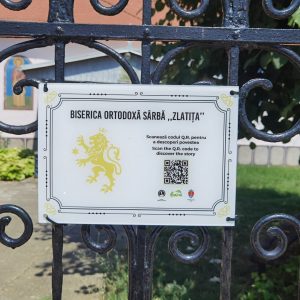 BISERICA ORTODOXĂ SÂRBĂ ,,ZLATIȚA''
Scanează codul Q.R. pentru
a descoperi povestea
Scan the Q.R. code to
discover the story